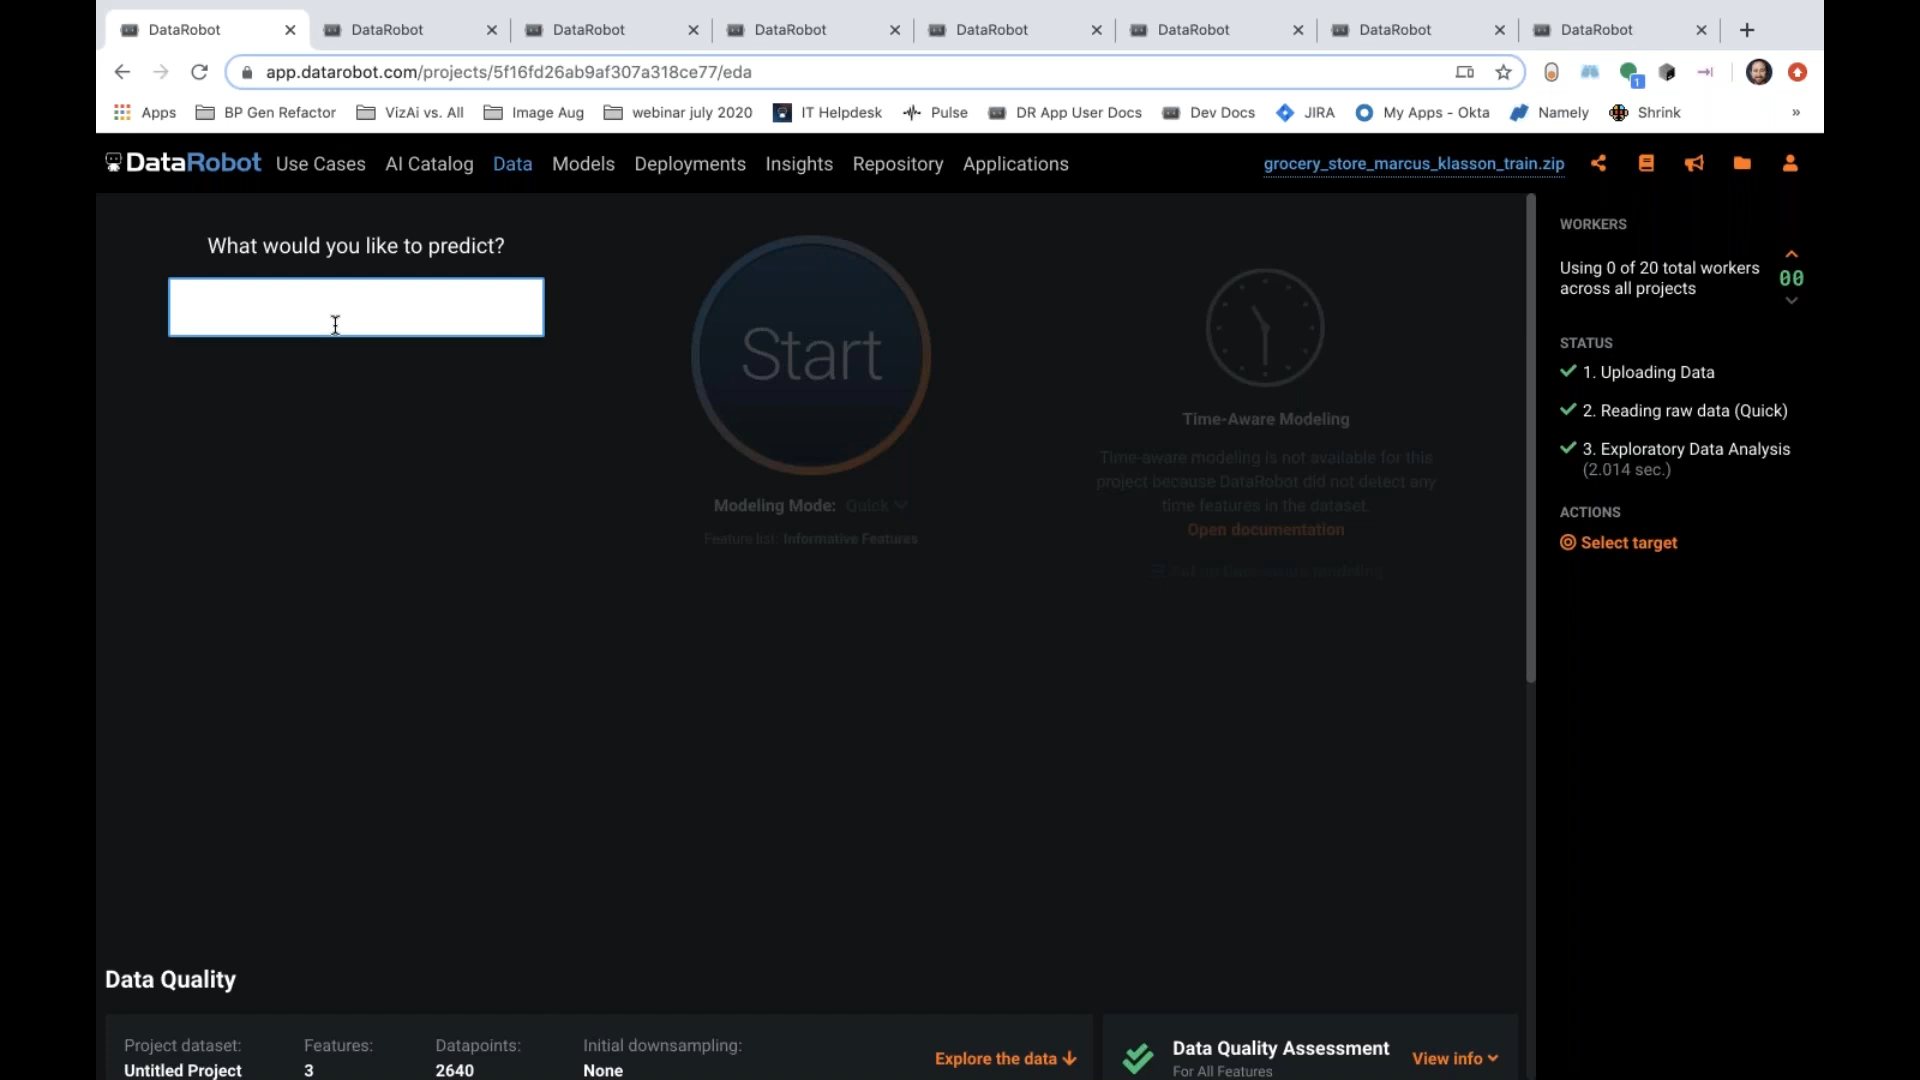 DataRobot DataRobot DataRobot DataRobot DataRobot DataRobot DataRobot DataRobot
app.datarobot.com/projects/5f16fd26ab9af307a318ce77/eda
1
Apps BP Gen Refactor VizAi vs. All Image Aug webinar july 2020 IT Helpdesk Pulse DR App User Docs Dev Docs JIRA My Apps - Okta Namely Shrink »
DataRobot Use Cases AI Catalog Data Models Deployments Insights Repository Applications grocery_store_marcus_klasson_train.zip
What would you like to predict?
Start
Modeling Mode: Quick
Feature list: Informative Features
Time-Aware Modeling
Time-aware modeling is not available for this
project because DataRobot did not detect any
time features in the dataset.
Open documentation
modeling
WORKERS
Using 0 of 20 total workers
across all projects
00
STATUS
1. Uploading Data
2. Reading raw data (Quick)
3. Exploratory Data Analysis
(2.014 sec.)
ACTIONS
Select target
Data Quality
Project dataset: Features: Datapoints: Initial downsampling:
Untitled Project 3 2640 None
Explore the data
Data Quality Assessment
For All Features
View info